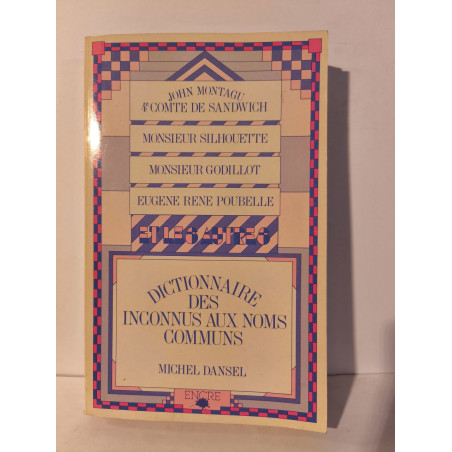 JOHN MONTAGU
4e COMTE DE SANDWICH
MONSIEUR SILHOUETTE
MONSIEUR GODILLOT
EUGENE RENE POUBELLE
ET LES AUTRES
DICTIONNAIRE
DES
INCONNUS AUX NOMS
COMMUNS
MICHEL DANSEL
ENCRE